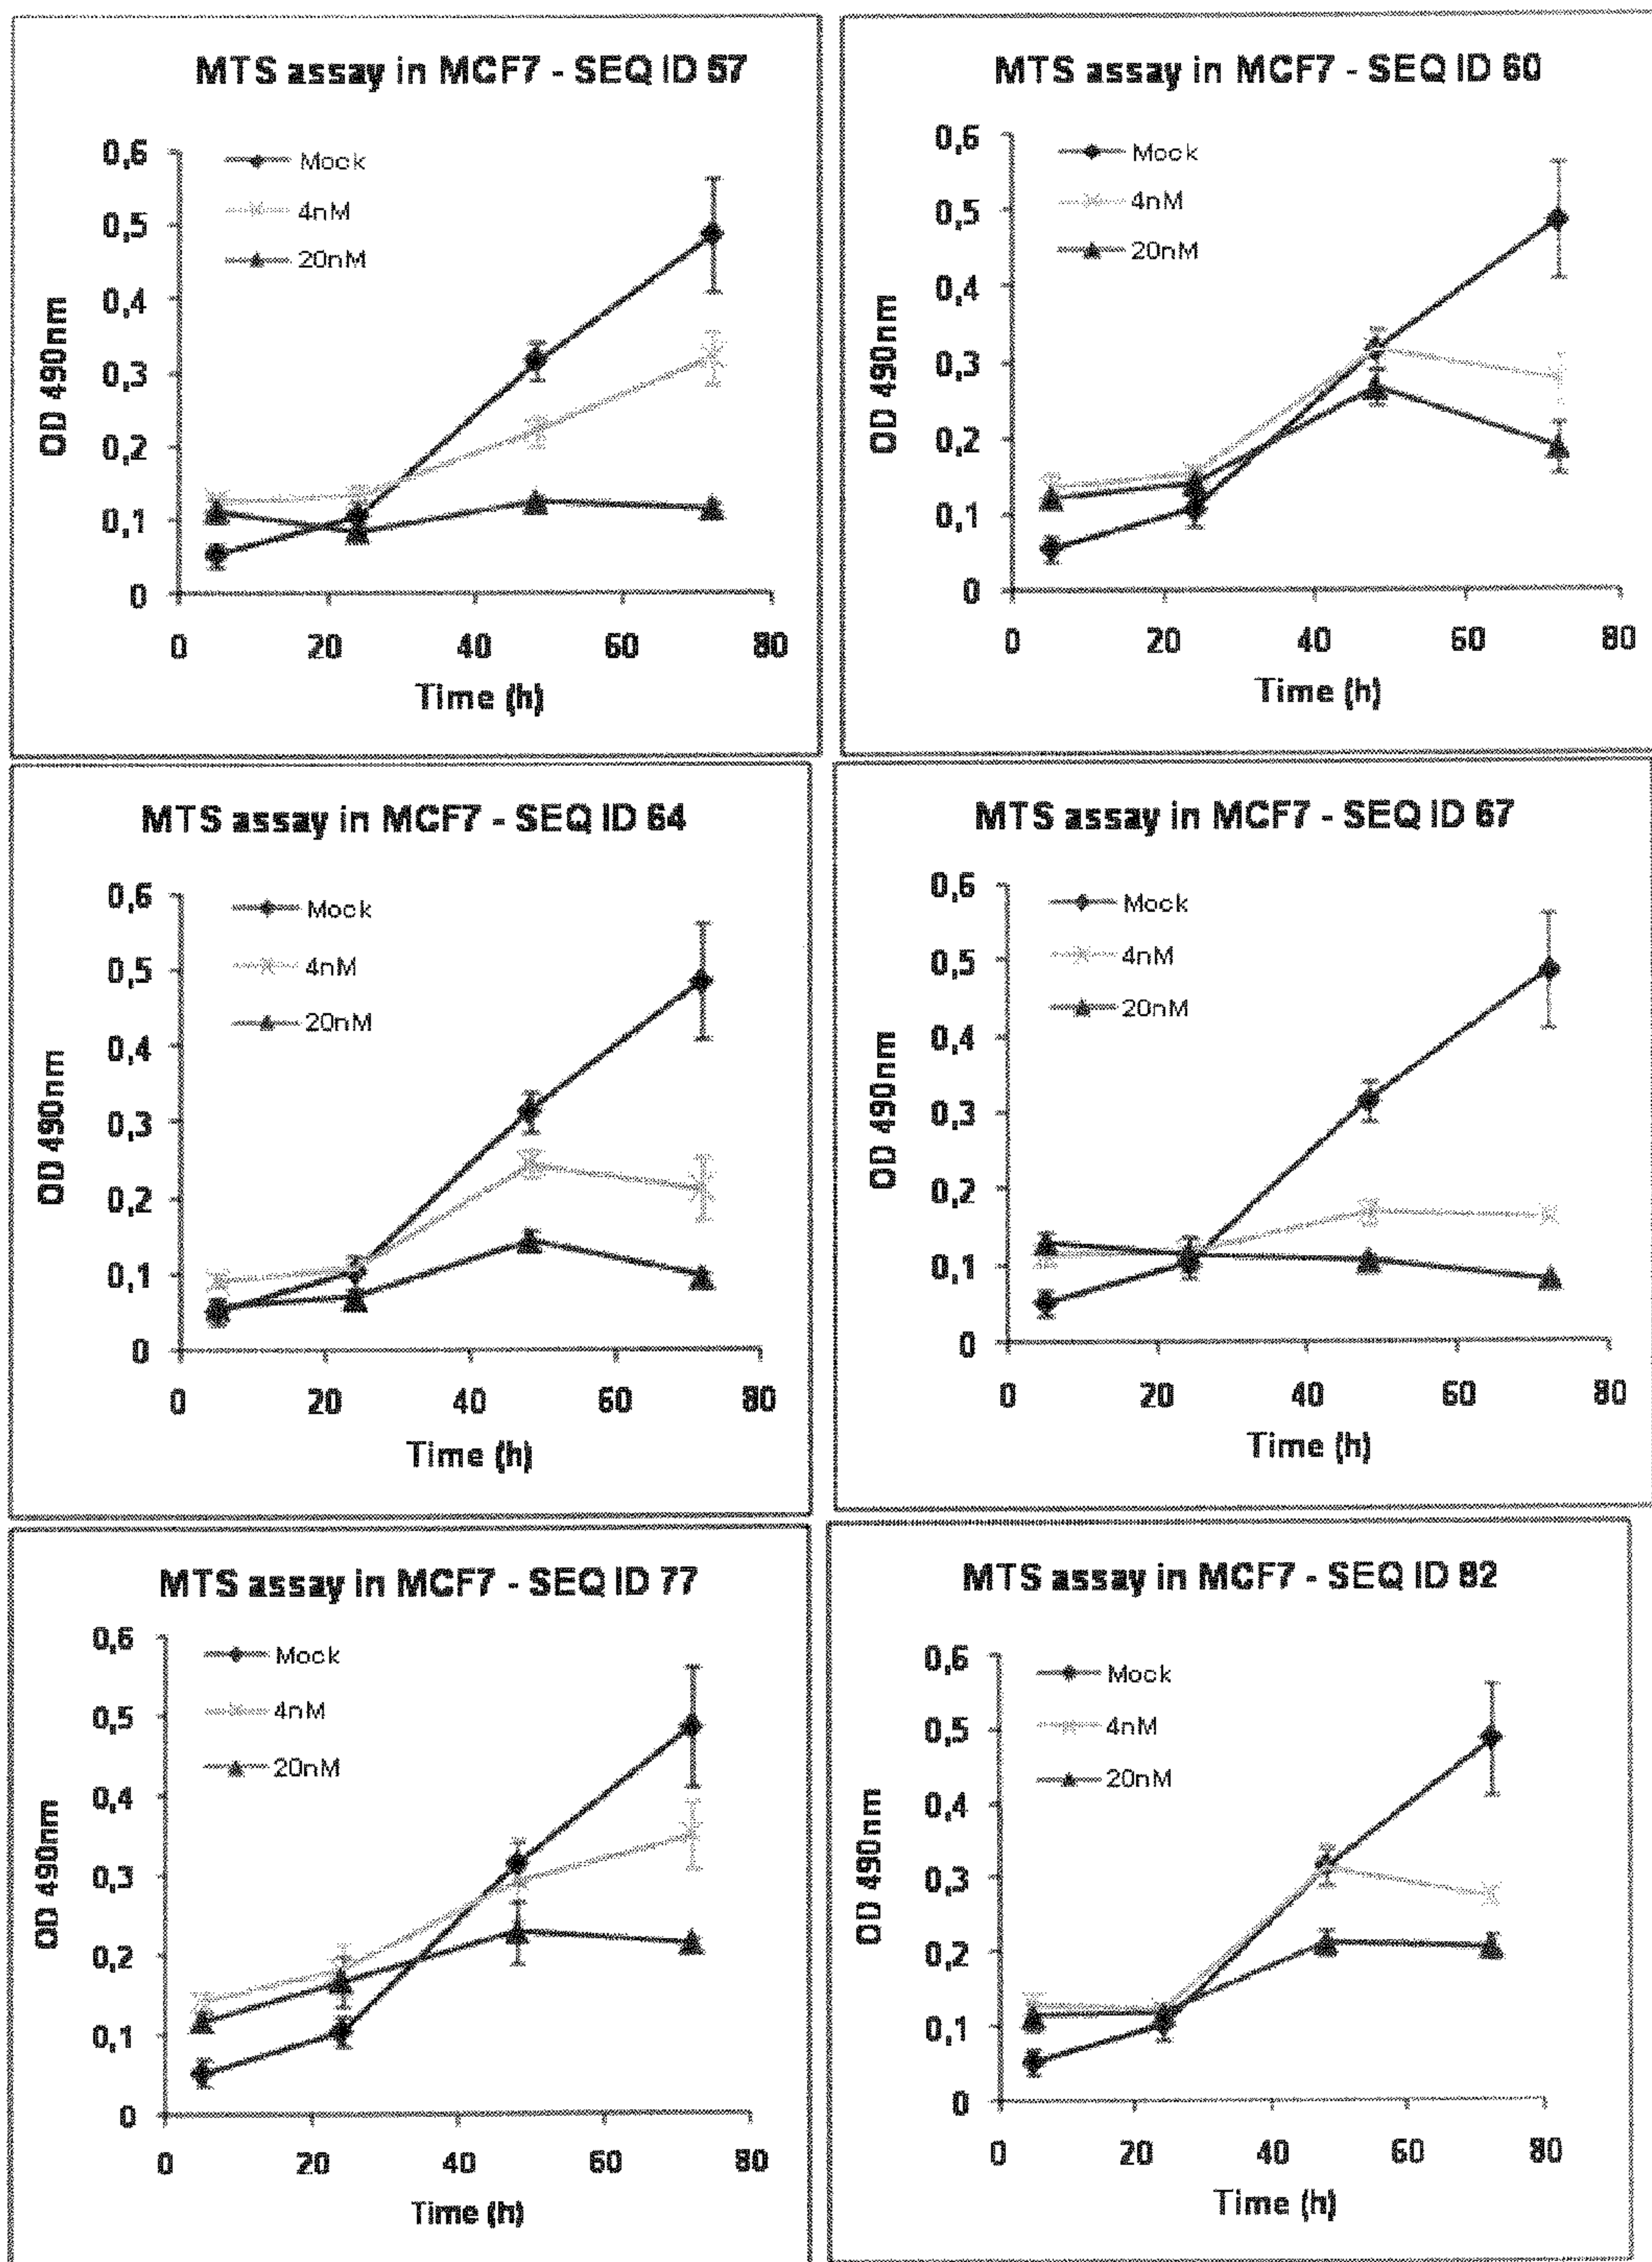 MTS assay in MCF7 - SEQ ID 57
0,6
0,5
0,4
0,3
0,2
0,1
0
Mock
4nM
20nM
OD 490nm
0 20 40 60 80
Time (h)
MTS assay in MCF7 - SEQ ID 60
0,6
0,5
0,4
0,3
0,2
0,1
0
Mock
4nM
20nM
OD 490nm
0 20 40 60 80
Time (h)
MTS assay in MCF7 - SEQ ID 64
0,6
0,5
0,4
0,3
0,2
0,1
0
Mock
4nM
20nM
OD 490nm
0 20 40 60 80
Time (h)
MTS assay in MCF7 - SEQ ID 67
0,6
0,5
0,4
0,3
0,2
0,1
0
Mock
4nM
20nM
OD 490nm
0 20 40 60 80
Time (h)
MTS assay in MCF7 - SEQ ID 77
0,6
0,5
0,4
0,3
0,2
0,1
0
Mock
4nM
20nM
OD 490nm
0 20 40 60 80
Time (h)
MTS assay in MCF7 - SEQ ID 82
0,6
0,5
0,4
0,3
0,2
0,1
0
Mock
4nM
20nM
OD 490nm
0 20 40 60 80
Time (h)